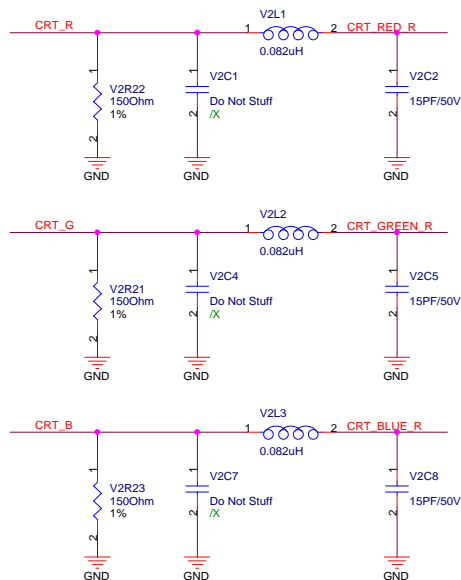 V2L1
CRT_R
1
2
CRT_RED_R
0.082uH
1
V2R22
150Ohm
1%
2
GND
1
V2C1
Do Not Stuff
/X
2
GND
1
V2C2
15PF/50V
2
GND
V2L2
CRT_G
1
2
CRT_GREEN_R
0.082uH
1
V2R21
150Ohm
1%
2
GND
1
V2C4
Do Not Stuff
/X
2
GND
1
V2C5
15PF/50V
2
GND
V2L3
CRT_B
1
2
CRT_BLUE_R
0.082uH
1
V2R23
150Ohm
1%
2
GND
1
V2C7
Do Not Stuff
/X
2
GND
1
V2C8
15PF/50V
2
GND